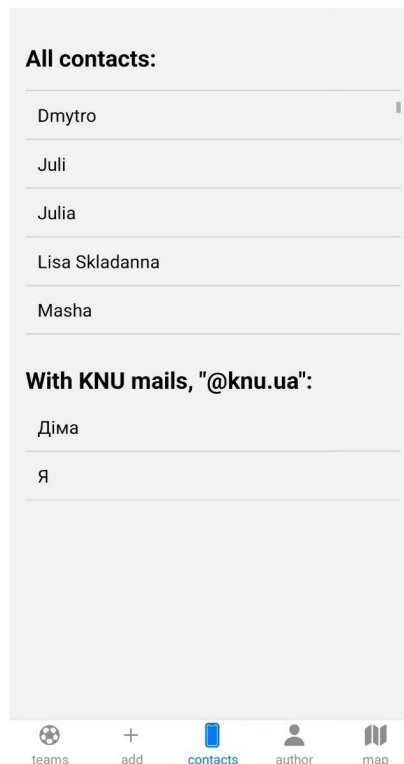 All contacts:
Dmytro
Juli
Julia
Lisa Skladanna
Masha
With KNU mails, "@knu.ua":
Діма
Я
teams add contacts author map